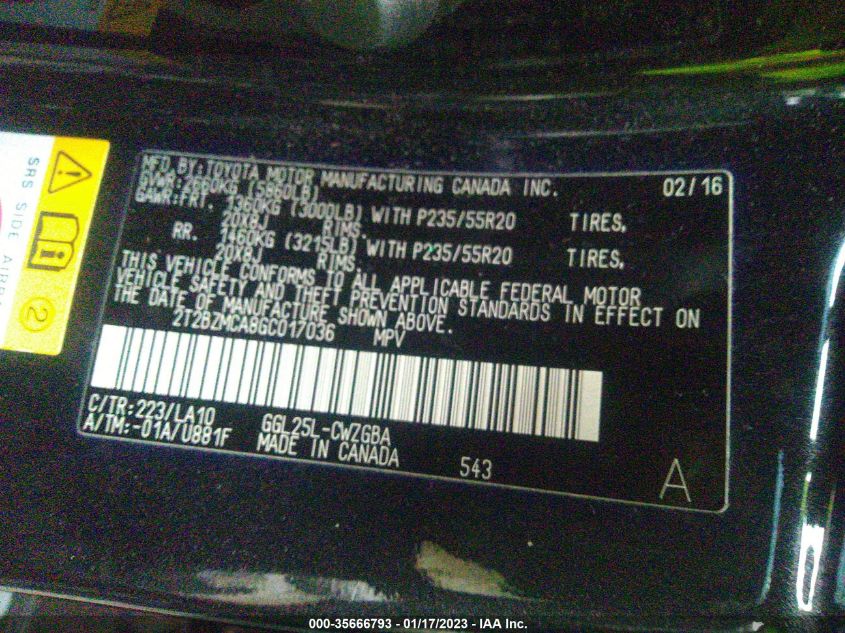 MFD.BY:TOYOTA MOTOR MANUFACTURING CANADA INC. 02/16
GVWR:2660KG (5860LB)
GAWR:FRT. 1360KG (3000LB) WITH P235/55R20 TIRES,
20X8J RIMS.
RR. 1460KG (3215LB) WITH P235/55R20 TIRES,
20X8J RIMS.
THIS VEHICLE CONFORMS TO ALL APPLICABLE FEDERAL MOTOR
VEHICLE SAFETY AND THEFT PREVENTION STANDARDS IN EFFECT ON
THE DATE OF MANUFACTURE SHOWN ABOVE.
2T2BZMCA8GC017036 MPV
C/TR:223/LA10 GGL25L-CWZGBA
A/TM:-01A/U881F MADE IN CANADA 543 A
SRS SIDE AIRB
2
000-35666793 - 01/17/2023 - IAA Inc.